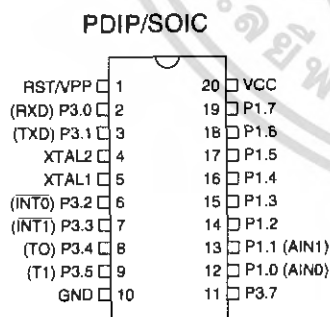 PDIP/SOIC
RST/VPP 1 20 VCC
(RXD) P3.0 2 19 P1.7
(TXD) P3.1 3 18 P1.6
XTAL2 4 17 P1.5
XTAL1 5 16 P1.4
(INT0) P3.2 6 15 P1.3
(INT1) P3.3 7 14 P1.2
(TO) P3.4 8 13 P1.1 (AIN1)
(T1) P3.5 9 12 P1.0 (AIN0)
GND 10 11 P3.7